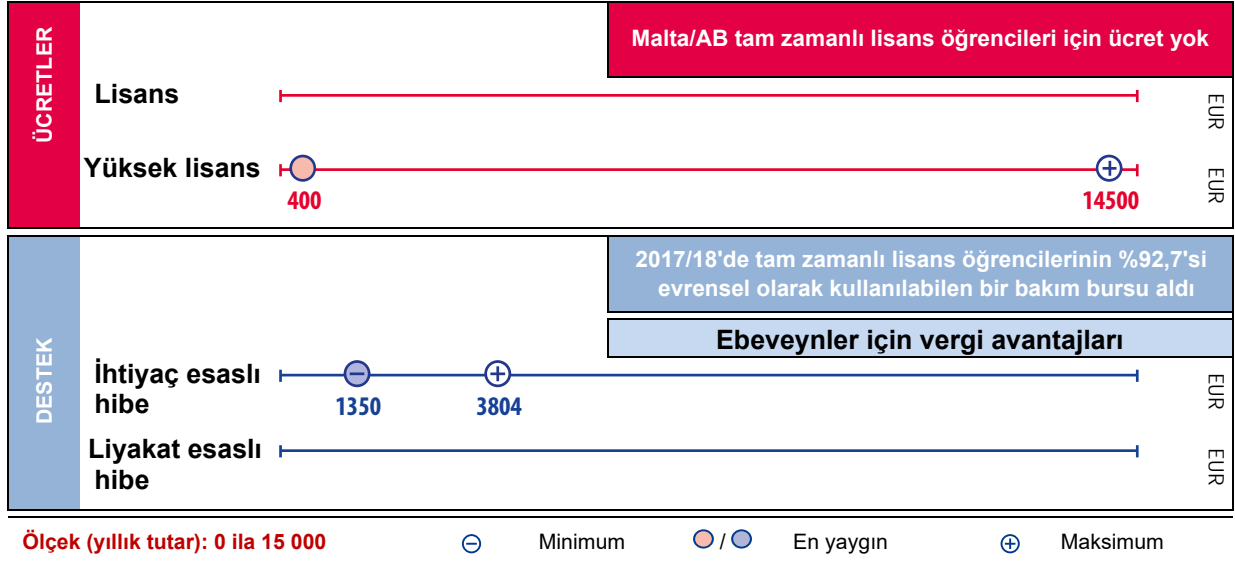 ÜCRETLER
Malta/AB tam zamanlı lisans öğrencileri için ücret yok
Lisans
EUR
Yüksek lisans
EUR
400
14500
DESTEK
2017/18'de tam zamanlı lisans öğrencilerinin %92,7'si
evrensel olarak kullanılabilen bir bakım bursu aldı
Ebeveynler için vergi avantajları
İhtiyaç esaslı
hibe
1350
3804
EUR
Liyakat esaslı
hibe
EUR
Ölçek (yıllık tutar): 0 ila 15 000
Minimum
/
En yaygın
Maksimum